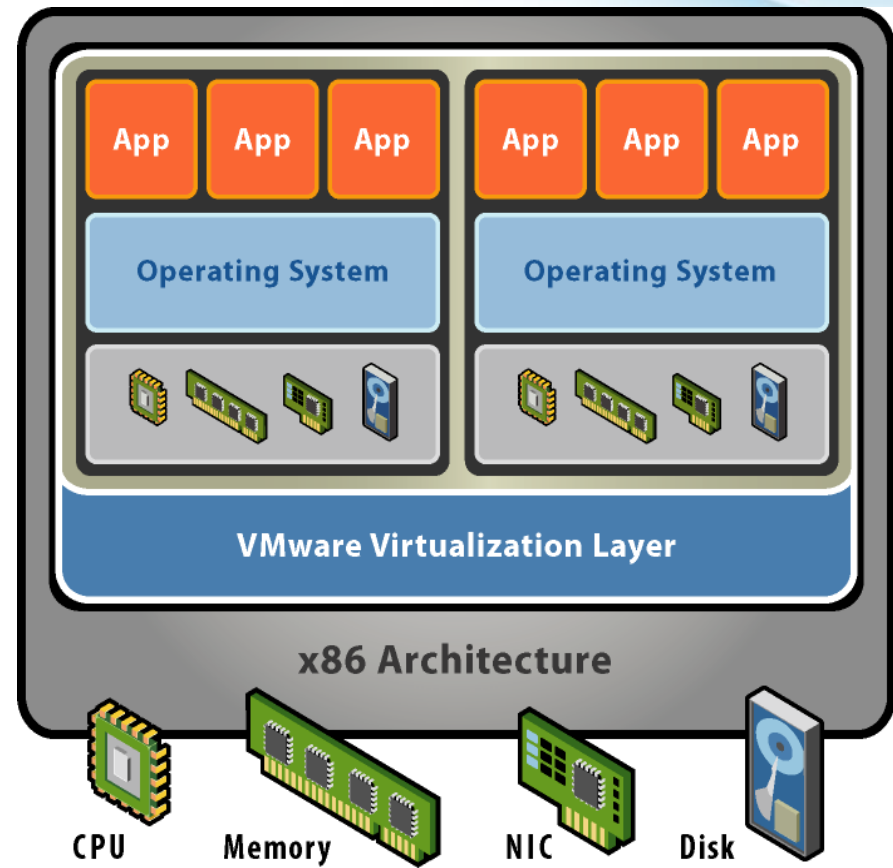 App App App App App App
Operating System Operating System
VMware Virtualization Layer
x86 Architecture
CPU Memory NIC Disk